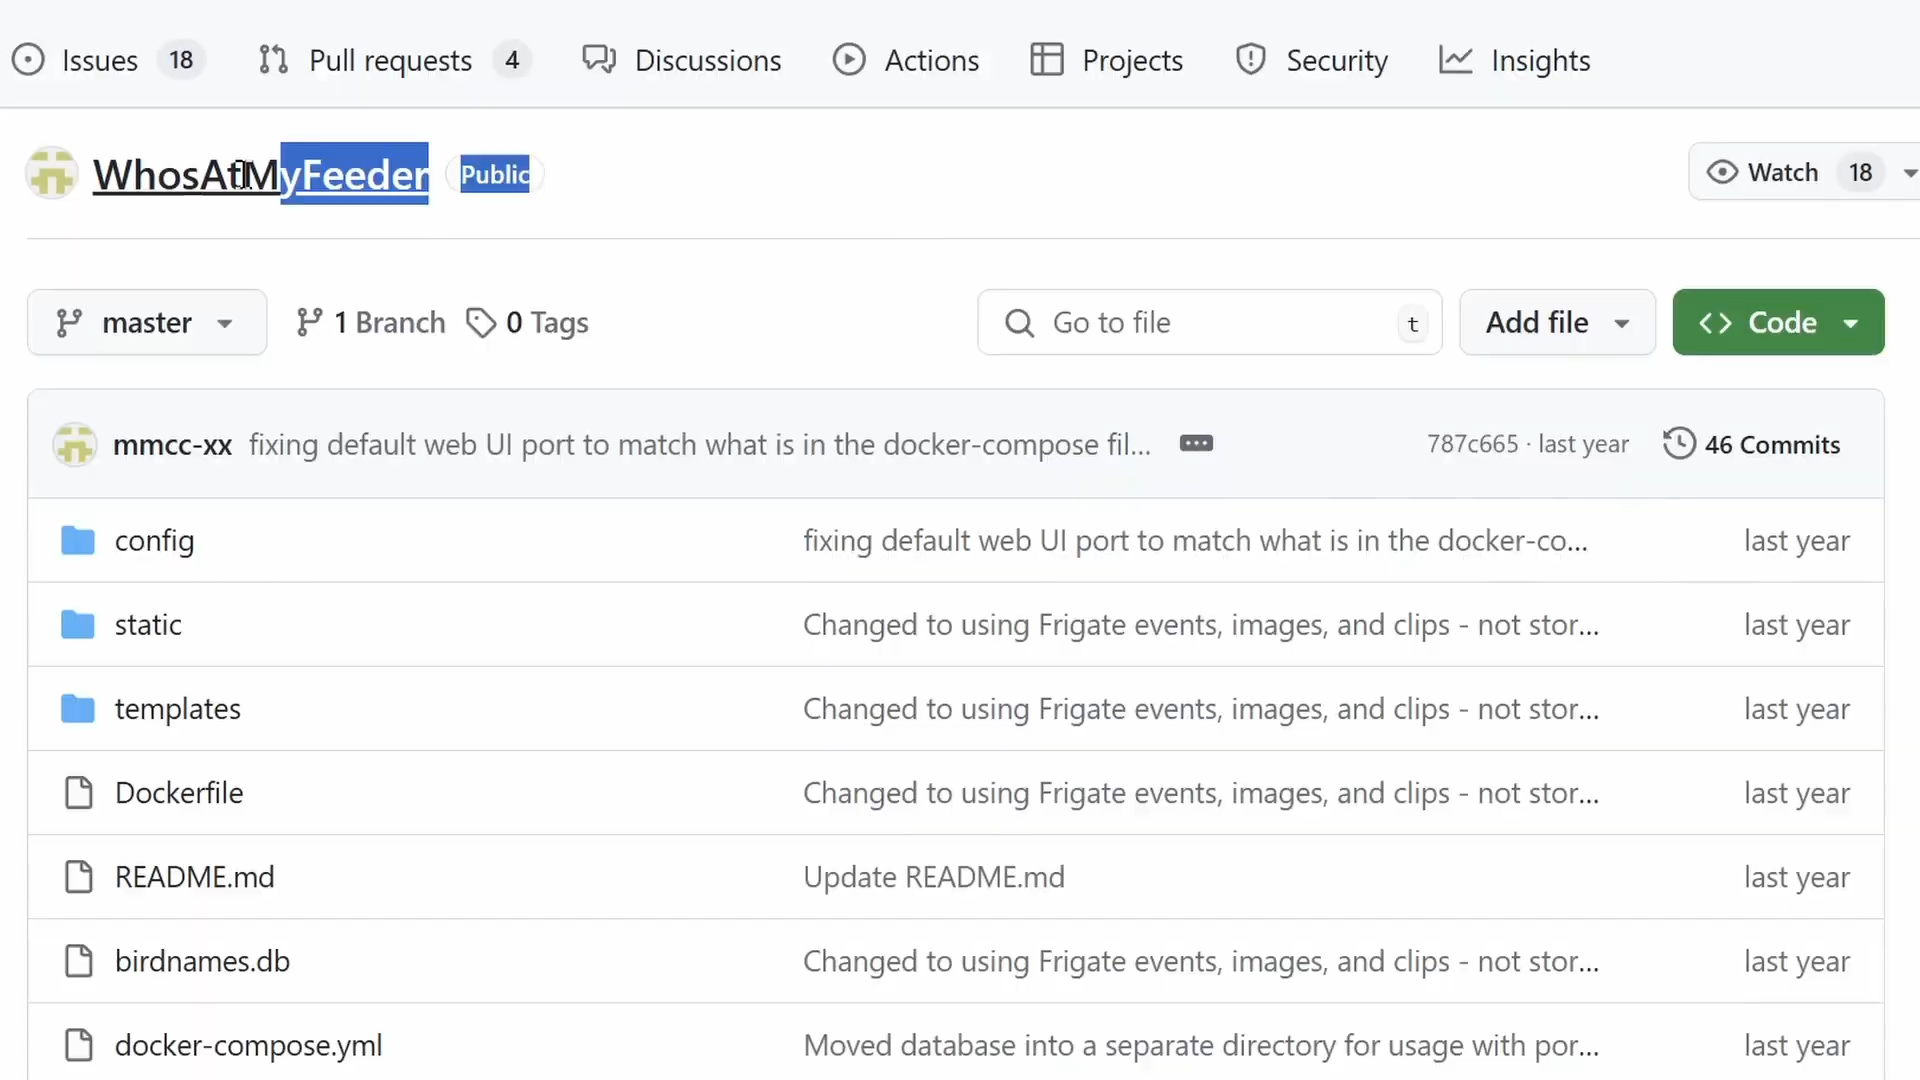 Issues 18 Pull requests 4 Discussions Actions Projects Security Insights
WhosAtMyFeeder Public Watch 18
master 1 Branch 0 Tags Go to file t Add file Code
mmcc-xx fixing default web UI port to match what is in the docker-compose fil... 787c665 · last year 46 Commits
config fixing default web UI port to match what is in the docker-co... last year
static Changed to using Frigate events, images, and clips - not stor... last year
templates Changed to using Frigate events, images, and clips - not stor... last year
Dockerfile Changed to using Frigate events, images, and clips - not stor... last year
README.md Update README.md last year
birdnames.db Changed to using Frigate events, images, and clips - not stor... last year
docker-compose.yml Moved database into a separate directory for usage with por... last year